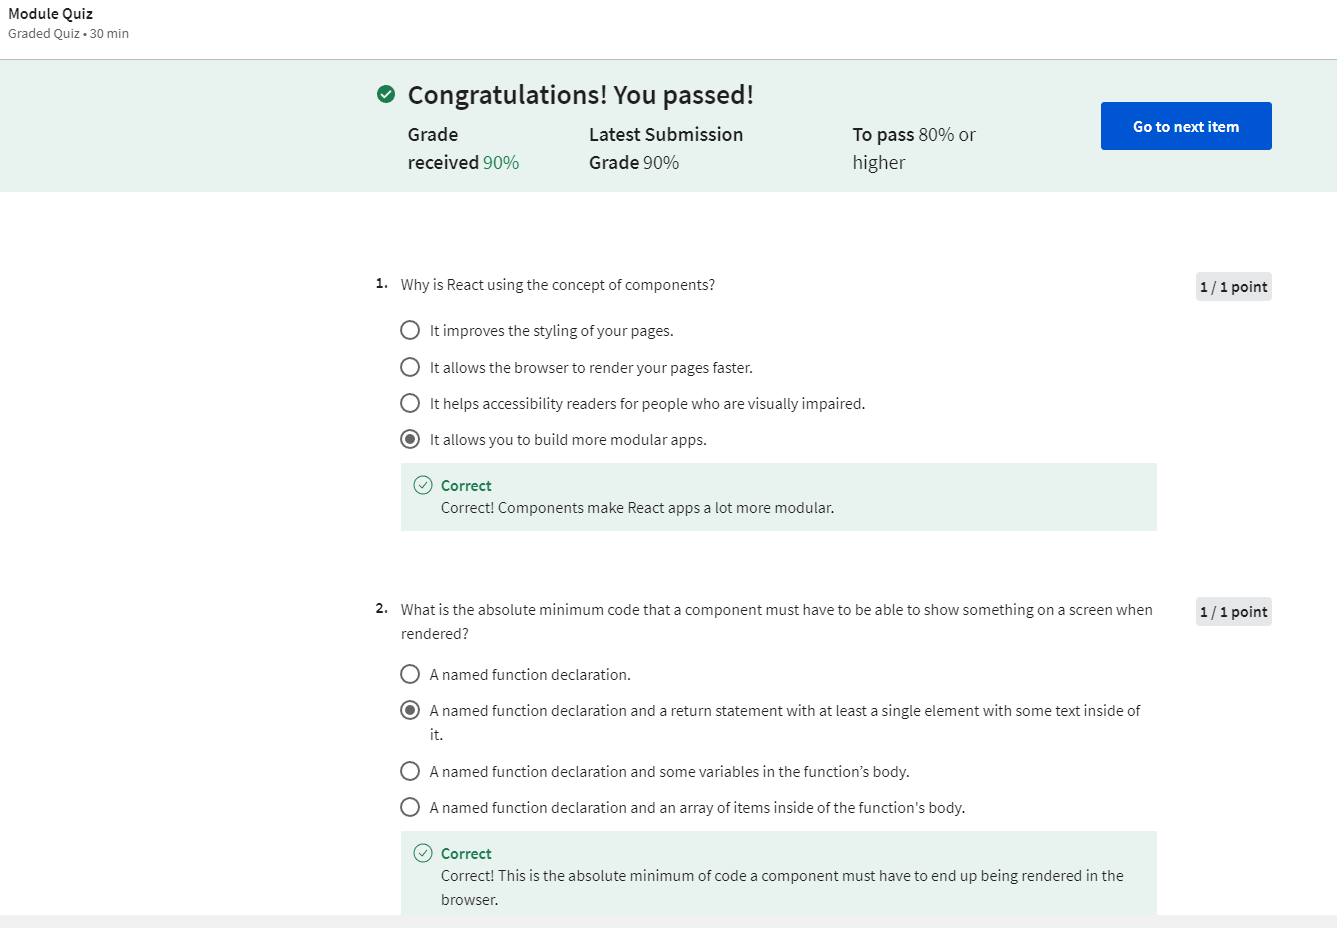 Module Quiz
Graded Quiz • 30 min
Congratulations! You passed!
Grade received 90%
Latest Submission Grade 90%
To pass 80% or higher
Go to next item
1. Why is React using the concept of components?
1 / 1 point
It improves the styling of your pages.
It allows the browser to render your pages faster.
It helps accessibility readers for people who are visually impaired.
It allows you to build more modular apps.
Correct
Correct! Components make React apps a lot more modular.
2. What is the absolute minimum code that a component must have to be able to show something on a screen when
rendered?
1 / 1 point
A named function declaration.
A named function declaration and a return statement with at least a single element with some text inside of
it.
A named function declaration and some variables in the function’s body.
A named function declaration and an array of items inside of the function's body.
Correct
Correct! This is the absolute minimum of code a component must have to end up being rendered in the
browser.